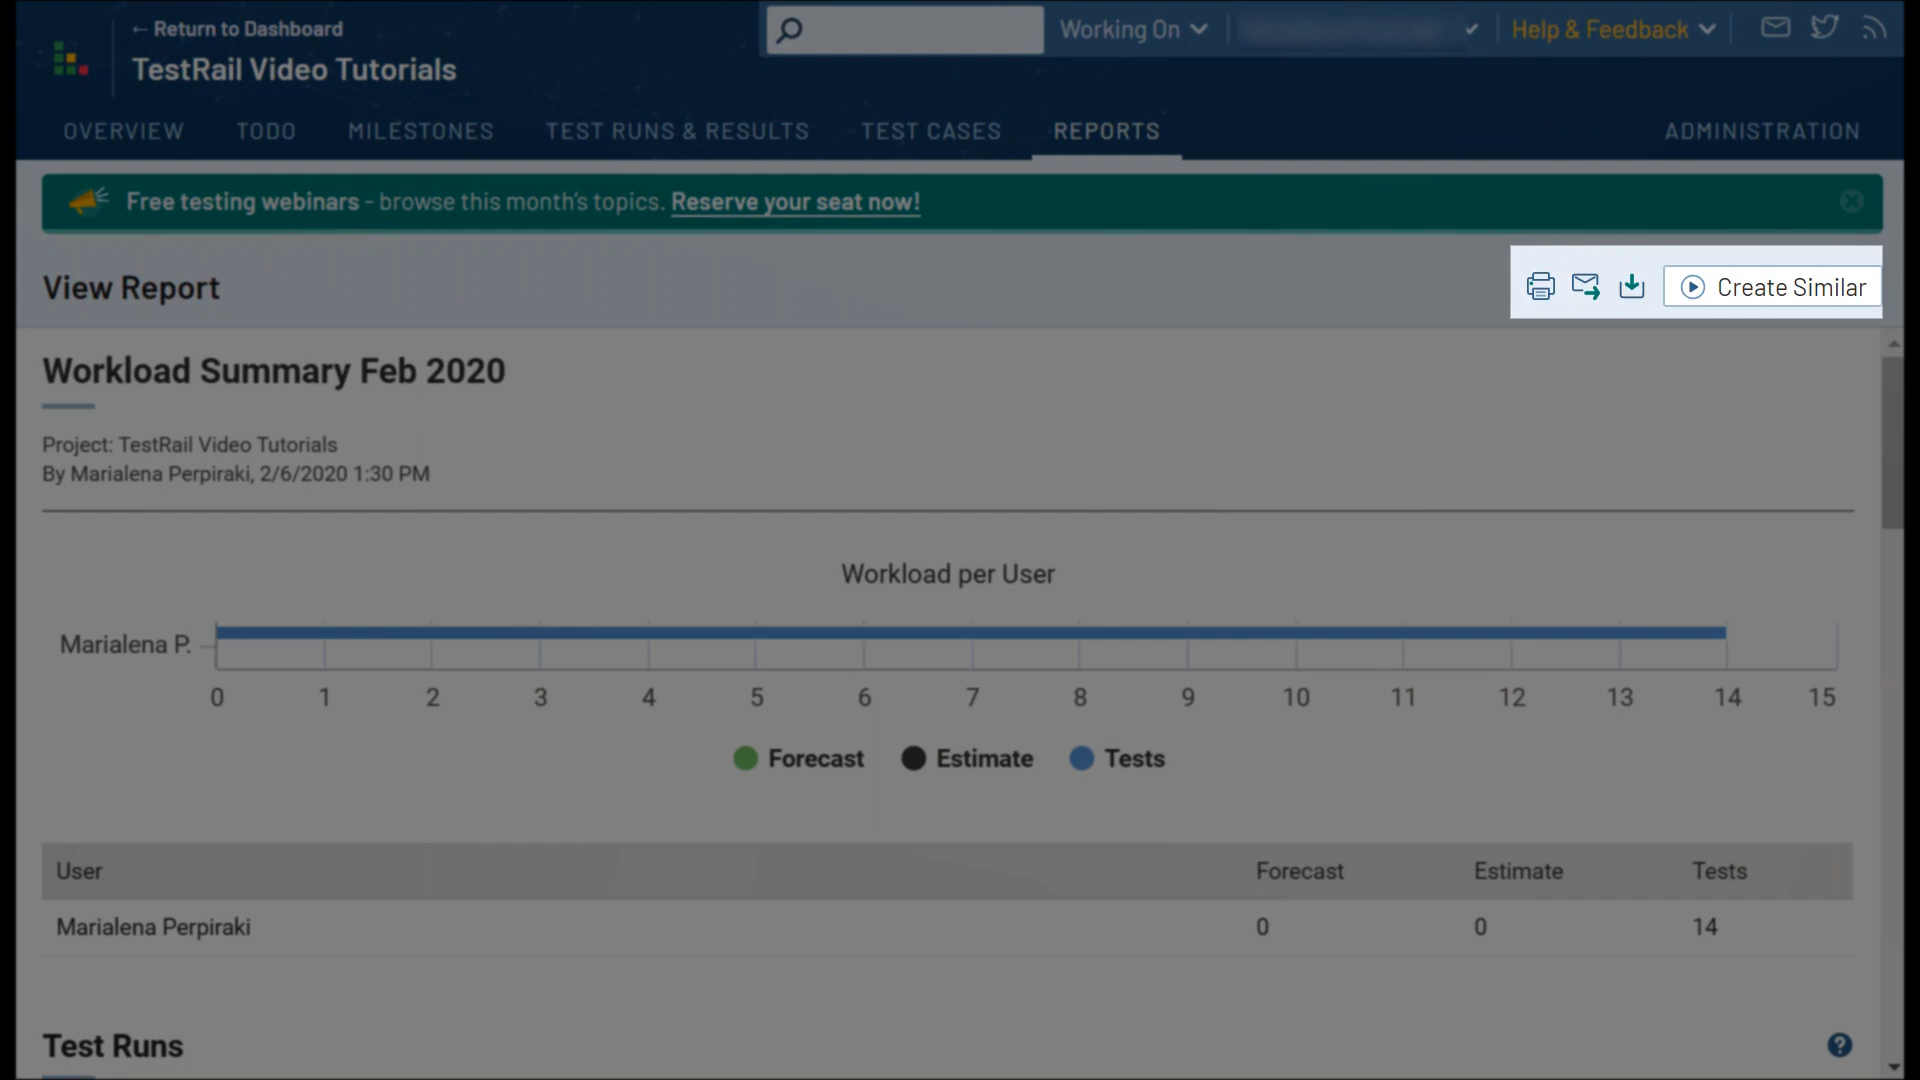 ← Return to Dashboard
TestRail Video Tutorials
Working On
Help & Feedback
OVERVIEW TODO MILESTONES TEST RUNS & RESULTS TEST CASES REPORTS ADMINISTRATION
Free testing webinars - browse this month's topics. Reserve your seat now!
View Report
Create Similar
Workload Summary Feb 2020
Project: TestRail Video Tutorials
By Marialena Perpiraki, 2/6/2020 1:30 PM
Workload per User
Marialena P.
0 1 2 3 4 5 6 7 8 9 10 11 12 13 14 15
Forecast Estimate Tests
User Forecast Estimate Tests
Marialena Perpiraki 0 0 14
Test Runs
?